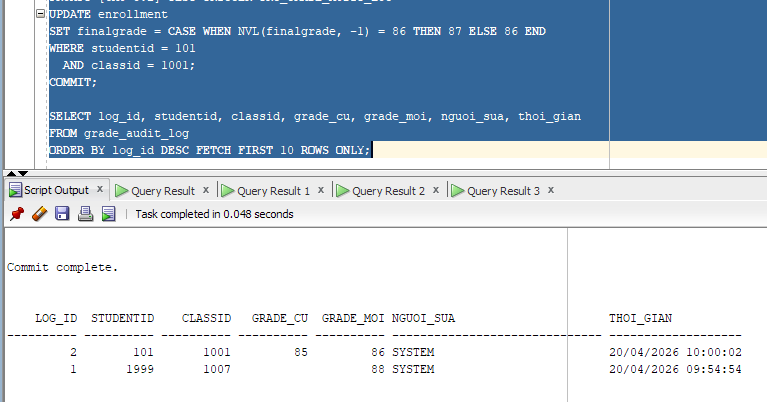 UPDATE enrollment
SET finalgrade = CASE WHEN NVL(finalgrade, -1) = 86 THEN 87 ELSE 86 END
WHERE studentid = 101
AND classid = 1001;
COMMIT;
SELECT log_id, studentid, classid, grade_cu, grade_moi, nguoi_sua, thoi_gian
FROM grade_audit_log
ORDER BY log_id DESC FETCH FIRST 10 ROWS ONLY;
Script Output x Query Result x Query Result 1 x Query Result 2 x Query Result 3 x
Task completed in 0.048 seconds
Commit complete.
LOG_ID STUDENTID CLASSID GRADE_CU GRADE_MOI NGUOI_SUA THOI_GIAN
---------- ---------- ---------- ---------- ---------- ------------------------------ -------------------
2 101 1001 85 86 SYSTEM 20/04/2026 10:00:02
1 1999 1007 88 SYSTEM 20/04/2026 09:54:54